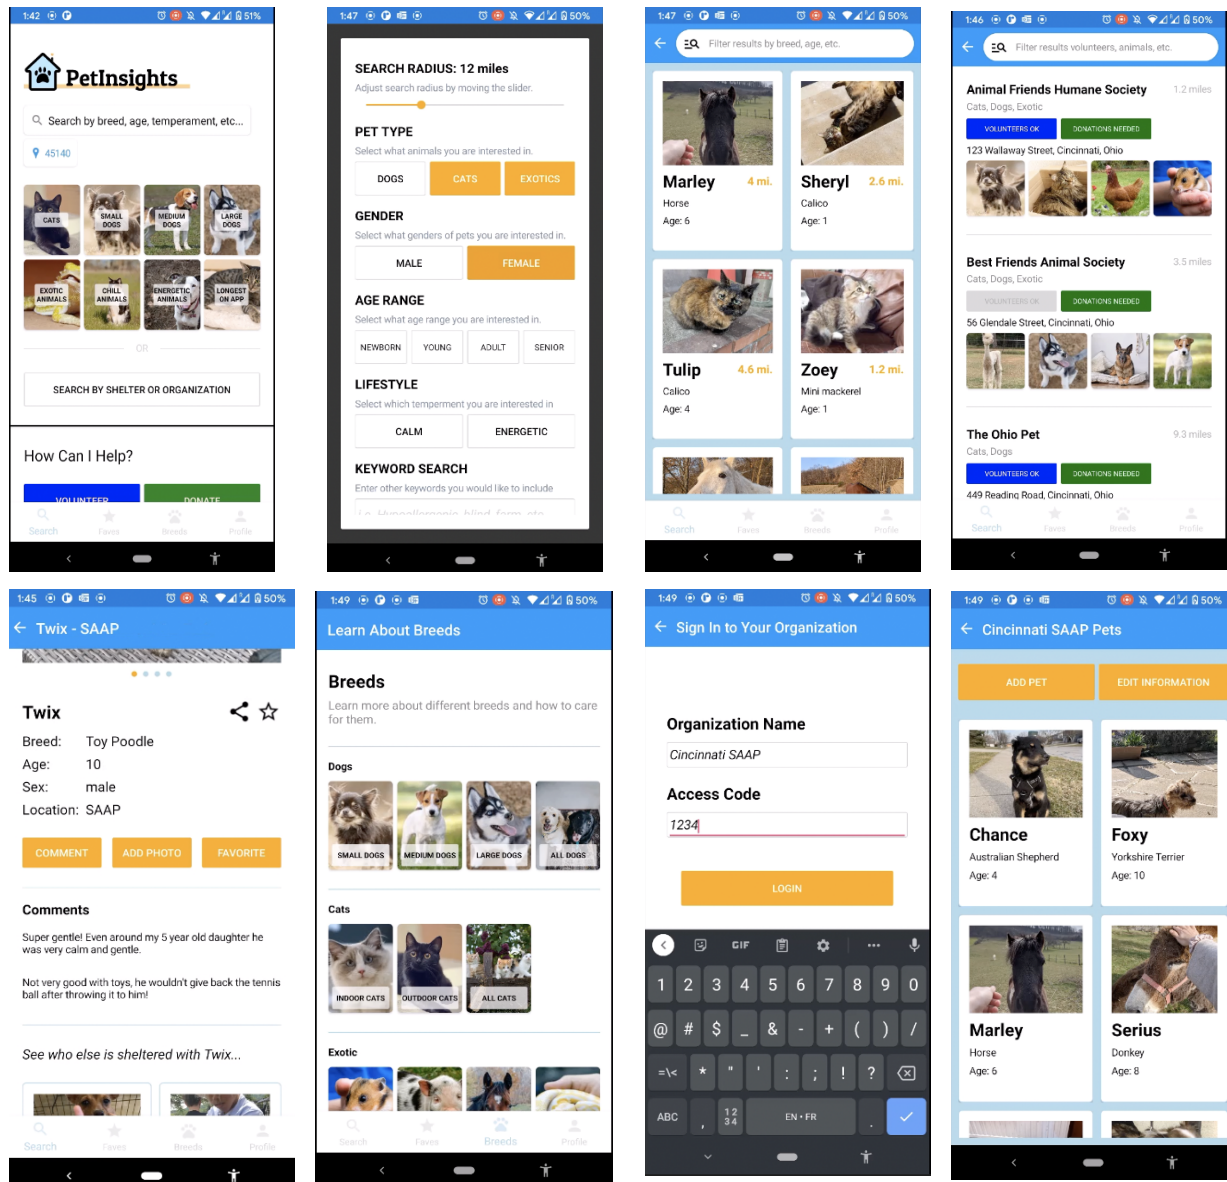 1:42
51%
PetInsights
Search by breed, age, temperament, etc...
45140
CATS
SMALL DOGS
MEDIUM DOGS
LARGE DOGS
EXOTIC ANIMALS
CHILL ANIMALS
ENERGETIC ANIMALS
LONGEST ON APP
OR
SEARCH BY SHELTER OR ORGANIZATION
How Can I Help?
VOLUNTEER DONATE
Search Faves Breeds Profile
1:47
50%
SEARCH RADIUS: 12 miles
Adjust search radius by moving the slider.
PET TYPE
Select what animals you are interested in.
DOGS CATS EXOTICS
GENDER
Select what genders of pets you are interested in.
MALE FEMALE
AGE RANGE
Select what age range you are interested in.
NEWBORN YOUNG ADULT SENIOR
LIFESTYLE
Select which temperment you are interested in
CALM ENERGETIC
KEYWORD SEARCH
Enter other keywords you would like to include
i.e. Hypoallergenic, blind, farm, etc.
1:47
50%
Filter results by breed, age, etc.
Marley 4 mi.
Horse
Age: 6
Sheryl 2.6 mi.
Calico
Age: 1
Tulip 4.6 mi.
Calico
Age: 4
Zoey 1.2 mi.
Mini mackerel
Age: 1
Search Faves Breeds Profile
1:46
50%
Filter results volunteers, animals, etc.
Animal Friends Humane Society 1.2 miles
Cats, Dogs, Exotic
VOLUNTEERS OK DONATIONS NEEDED
123 Wallaway Street, Cincinnati, Ohio
Best Friends Animal Society 3.5 miles
Cats, Dogs, Exotic
VOLUNTEERS OK DONATIONS NEEDED
56 Glendale Street, Cincinnati, Ohio
The Ohio Pet 9.3 miles
Cats, Dogs
VOLUNTEERS OK DONATIONS NEEDED
449 Reading Road, Cincinnati, Ohio
Search Faves Breeds Profile
1:45
50%
Twix - SAAP
Twix
Breed: Toy Poodle
Age: 10
Sex: male
Location: SAAP
COMMENT ADD PHOTO FAVORITE
Comments
Super gentle! Even around my 5 year old daughter he
was very calm and gentle.
Not very good with toys, he wouldn't give back the tennis
ball after throwing it to him!
See who else is sheltered with Twix...
Search Faves Breeds Profile
1:49
50%
Learn About Breeds
Breeds
Learn more about different breeds and how to care
for them.
Dogs
SMALL DOGS MEDIUM DOGS LARGE DOGS ALL DOGS
Cats
INDOOR CATS OUTDOOR CATS ALL CATS
Exotic
Search Faves Breeds Profile
1:49
50%
Sign In to Your Organization
Organization Name
Cincinnati SAAP
Access Code
1234
LOGIN
GIF
1 2 3 4 5 6 7 8 9 0
@ # $ _ & - + ( ) /
=\< * " ' : ; ! ?
ABC , 12 34 EN • FR .
1:49
50%
Cincinnati SAAP Pets
ADD PET EDIT INFORMATION
Chance
Australian Shepherd
Age: 4
Foxy
Yorkshire Terrier
Age: 10
Marley
Horse
Age: 6
Serius
Donkey
Age: 8